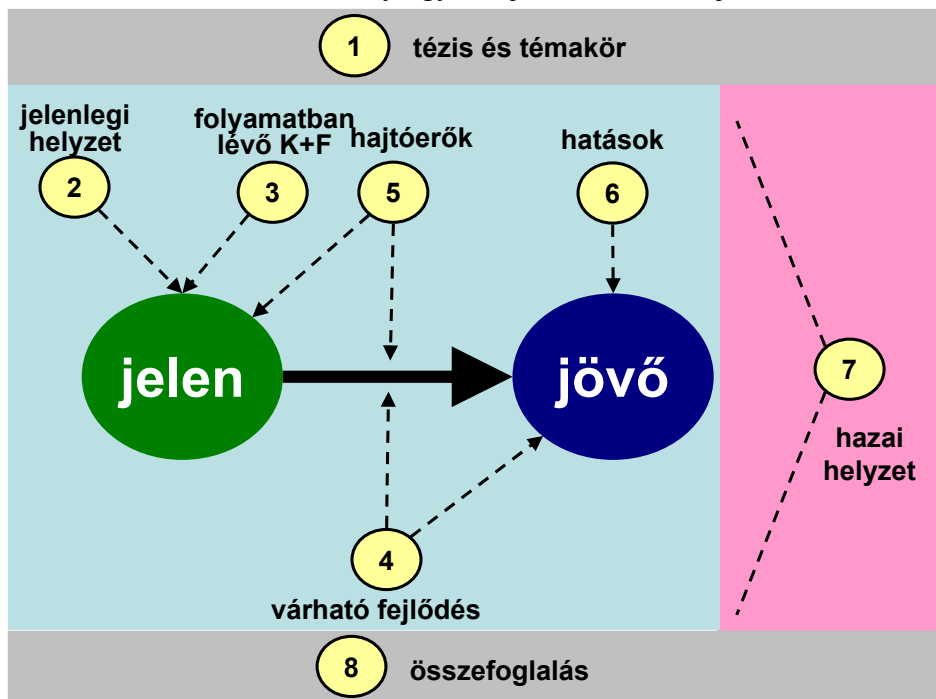 1 tézis és témakör
jelenlegi
helyzet
2
folyamatban
lévő K+F
3
hajtóerők
5
hatások
6
jelen
jövő
7
hazai
helyzet
4
várható fejlődés
8 összefoglalás